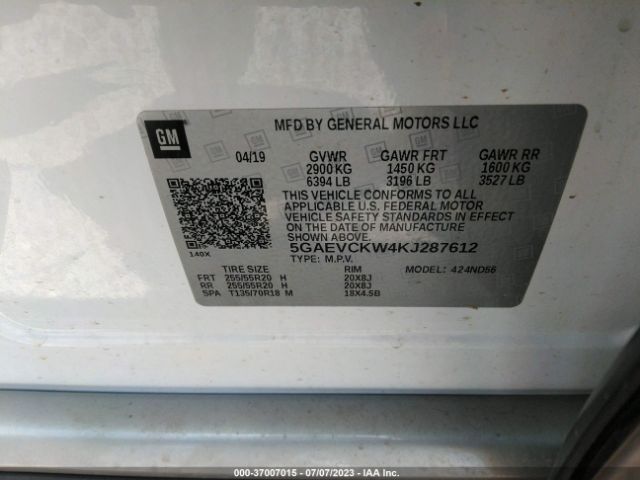 GM
MFD BY GENERAL MOTORS LLC
04/19 GVWR GAWR FRT GAWR RR
2900 KG 1450 KG 1600 KG
6394 LB 3196 LB 3527 LB
THIS VEHICLE CONFORMS TO ALL
APPLICABLE U.S. FEDERAL MOTOR
VEHICLE SAFETY STANDARDS IN EFFECT
ON THE DATE OF MANUFACTURE
SHOWN ABOVE.
5GAEVCKW4KJ287612
140X
TYPE: M.P.V. MODEL: 424ND56
TIRE SIZE RIM
FRT 255/55R20 H 20X8J
RR 255/55R20 H 20X8J
SPA T135/70R18 M 18X4.5B
000-37007015 - 07/07/2023 - IAA Inc.